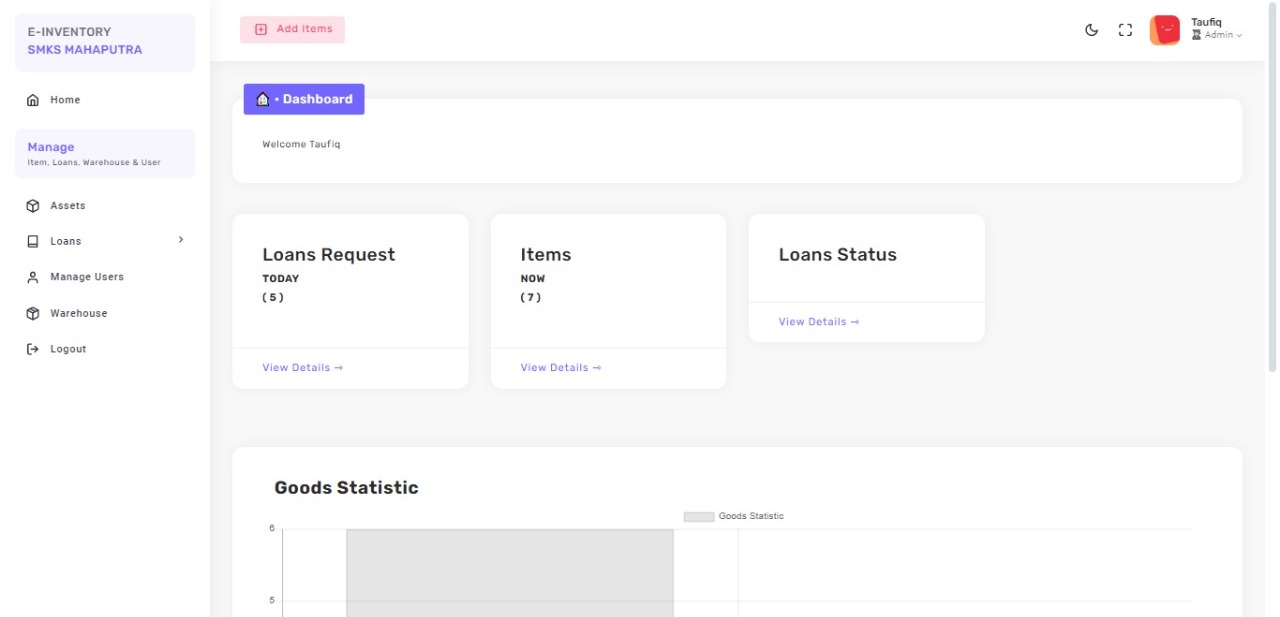 E-INVENTORY
SMKS MAHAPUTRA
Home
Manage
Item, Loans, Warehouse & User
Assets
Loans
Manage Users
Warehouse
Logout
Add Items
Taufiq
Admin
• Dashboard
Welcome Taufiq
Loans Request
TODAY
( 5 )
View Details →
Items
NOW
( 7 )
View Details →
Loans Status
View Details →
Goods Statistic
Goods Statistic
6
5